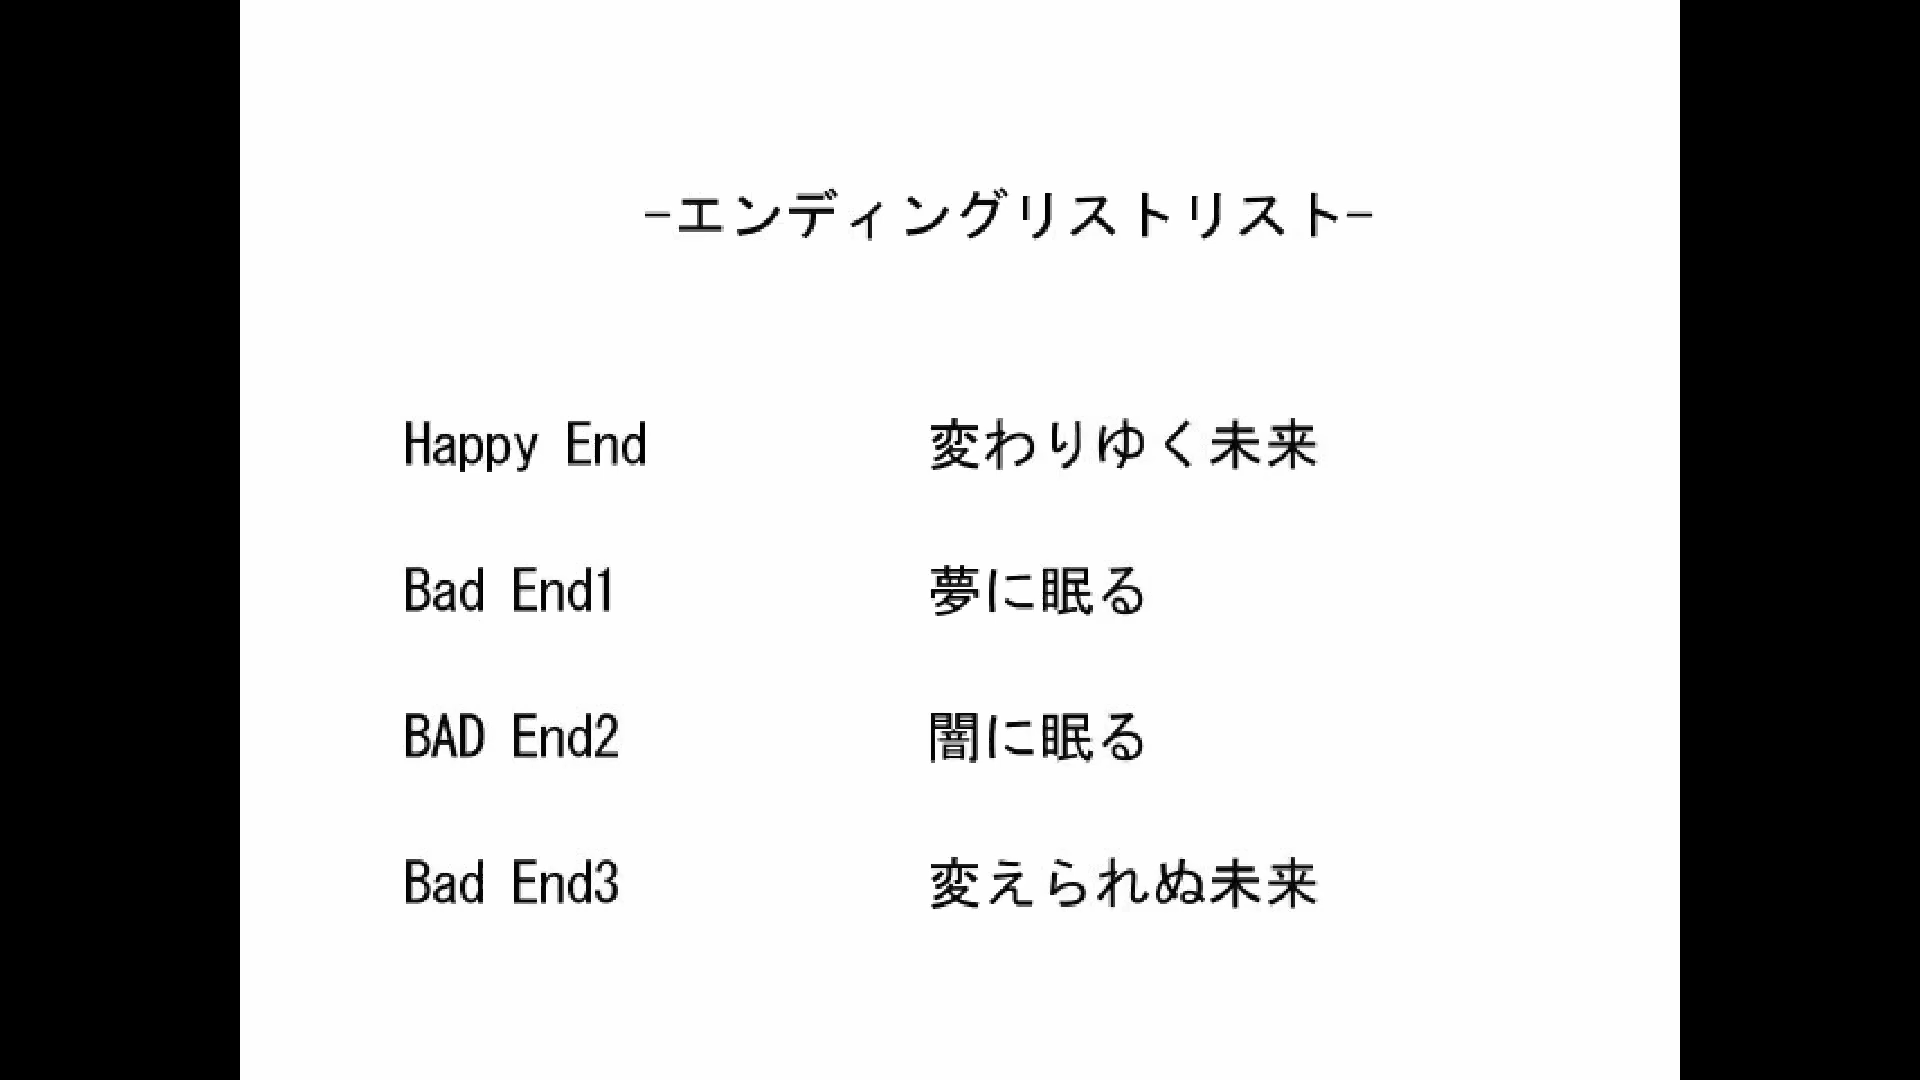 -エンディングリストリスト-
Happy End 変わりゆく未来
Bad End1 夢に眠る
BAD End2 闇に眠る
Bad End3 変えられぬ未来